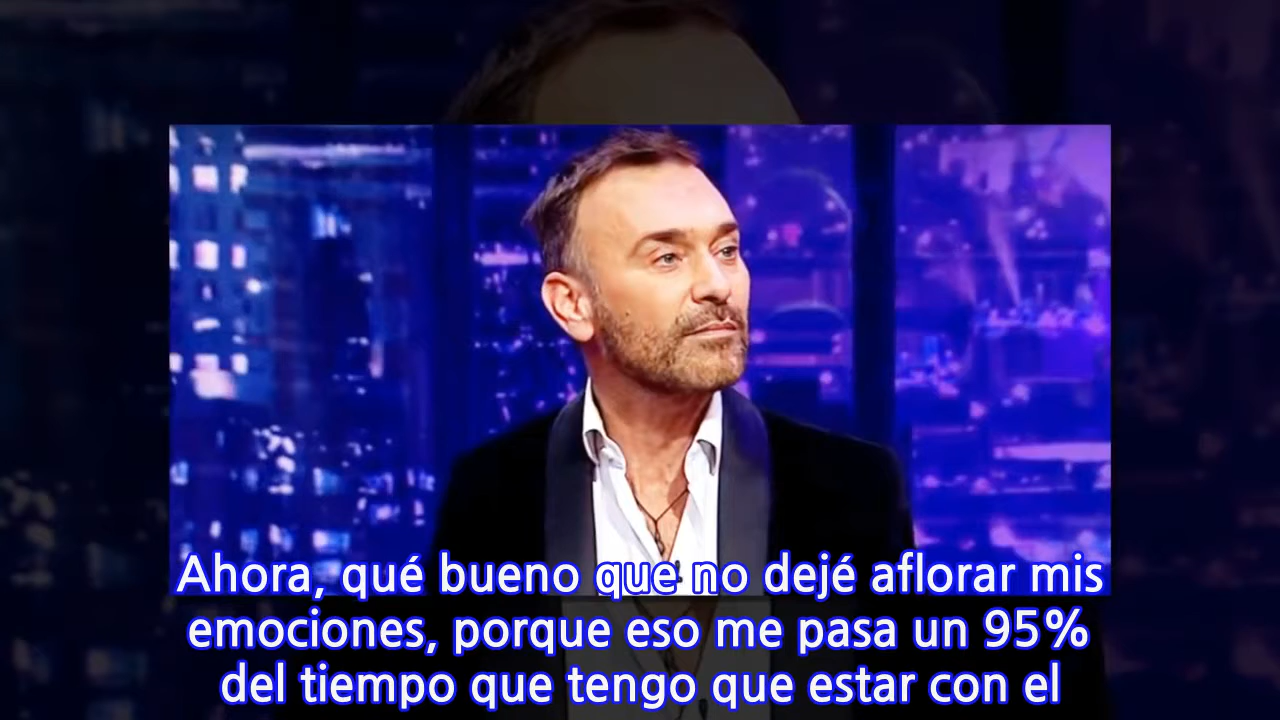 Ahora, qué bueno que no dejé aflorar mis
emociones, porque eso me pasa un 95%
del tiempo que tengo que estar con el